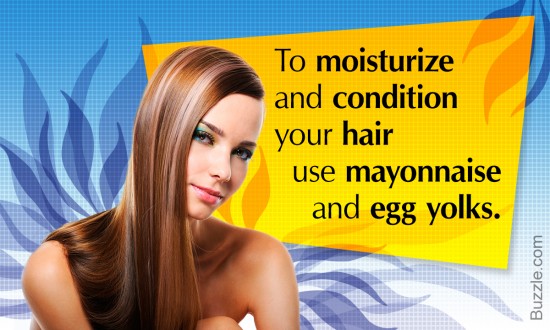 To moisturize
and condition
your hair
use mayonnaise
and egg yolks.
Buzzle.com